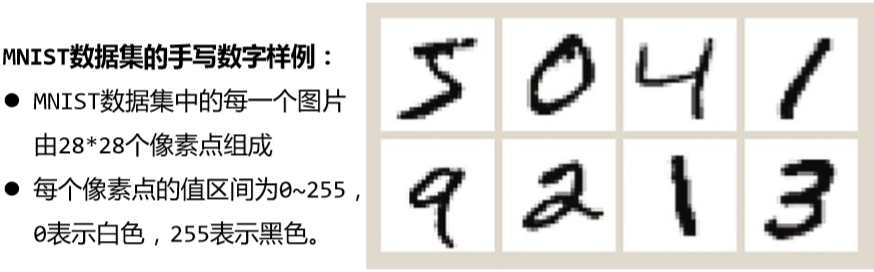 MNIST数据集的手写数字样例：
● MNIST数据集中的每一个图片
由28*28个像素点组成
● 每个像素点的值区间为0~255，
0表示白色，255表示黑色。
5 0 4 1
9 2 1 3